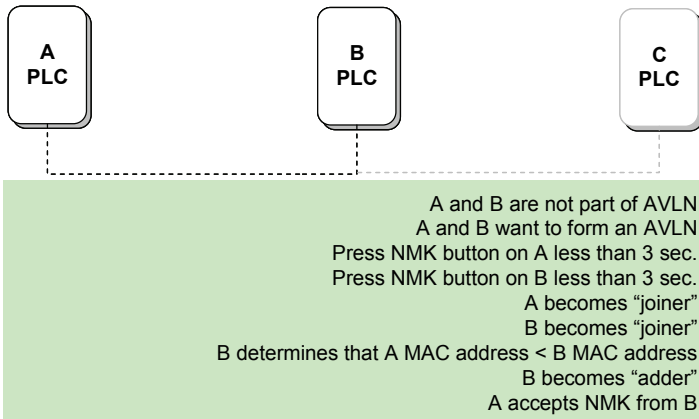 A
PLC
B
PLC
C
PLC
A and B are not part of AVLN
A and B want to form an AVLN
Press NMK button on A less than 3 sec.
Press NMK button on B less than 3 sec.
A becomes “joiner”
B becomes “joiner”
B determines that A MAC address < B MAC address
B becomes “adder”
A accepts NMK from B